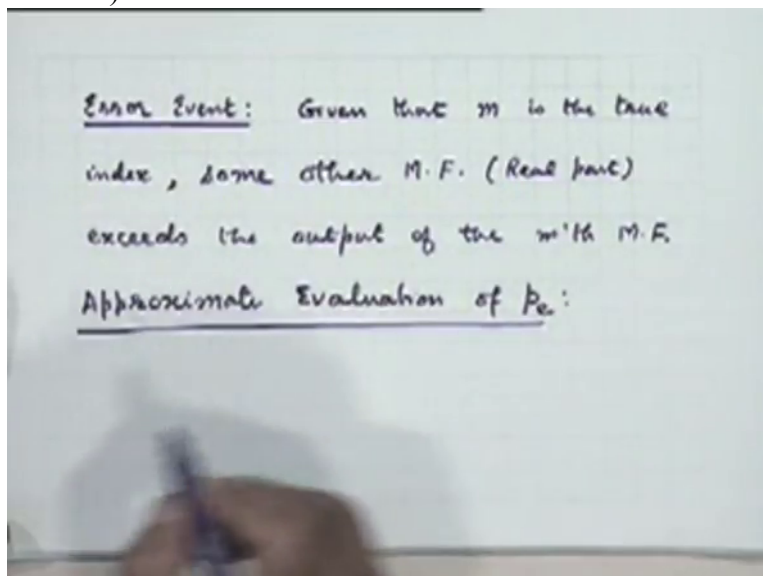 Error Event: Given that m is the true
index, some other M.F. (Real part)
exceeds the output of the m'th M.F.
Approximate Evaluation of Pe: